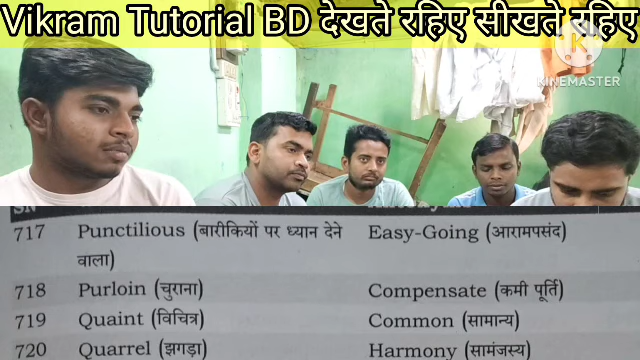 Vikram Tutorial BD देखते रहिए सीखते रहिए
KINEMASTER
SN
717 Punctilious (बारीकियों पर ध्यान देने वाला) Easy-Going (आरामपसंद)
718 Purloin (चुराना) Compensate (कमी पूर्ति)
719 Quaint (विचित्र) Common (सामान्य)
720 Quarrel (झगड़ा) Harmony (सामंजस्य)